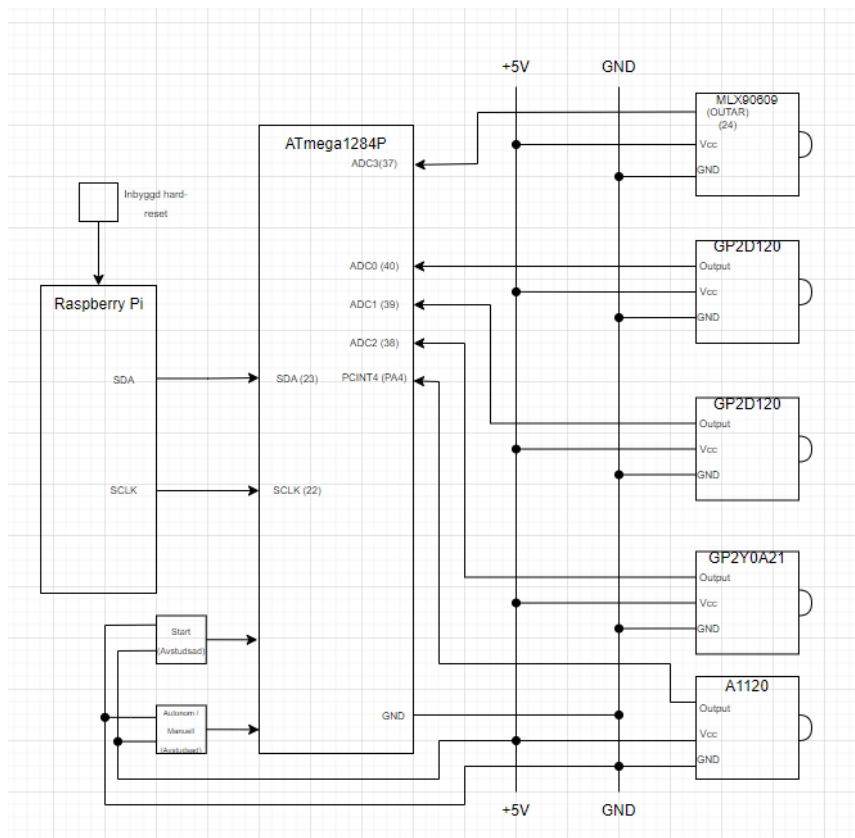 +5V
GND
MLX90609
(OUTAR)
(24)
Vcc
GND
ATmega1284P
ADC3(37)
Inbyggd hard-
reset
GP2D120
Output
Vcc
GND
ADC0 (40)
ADC1 (39)
ADC2 (38)
PCINT4 (PA4)
Raspberry Pi
SDA
SDA (23)
SCLK
SCLK (22)
GP2D120
Output
Vcc
GND
GP2Y0A21
Output
Vcc
GND
Start
(Avstudsad)
Autonom./
Manuell
(Avstudsad)
GND
A1120
Output
Vcc
GND
+5V
GND